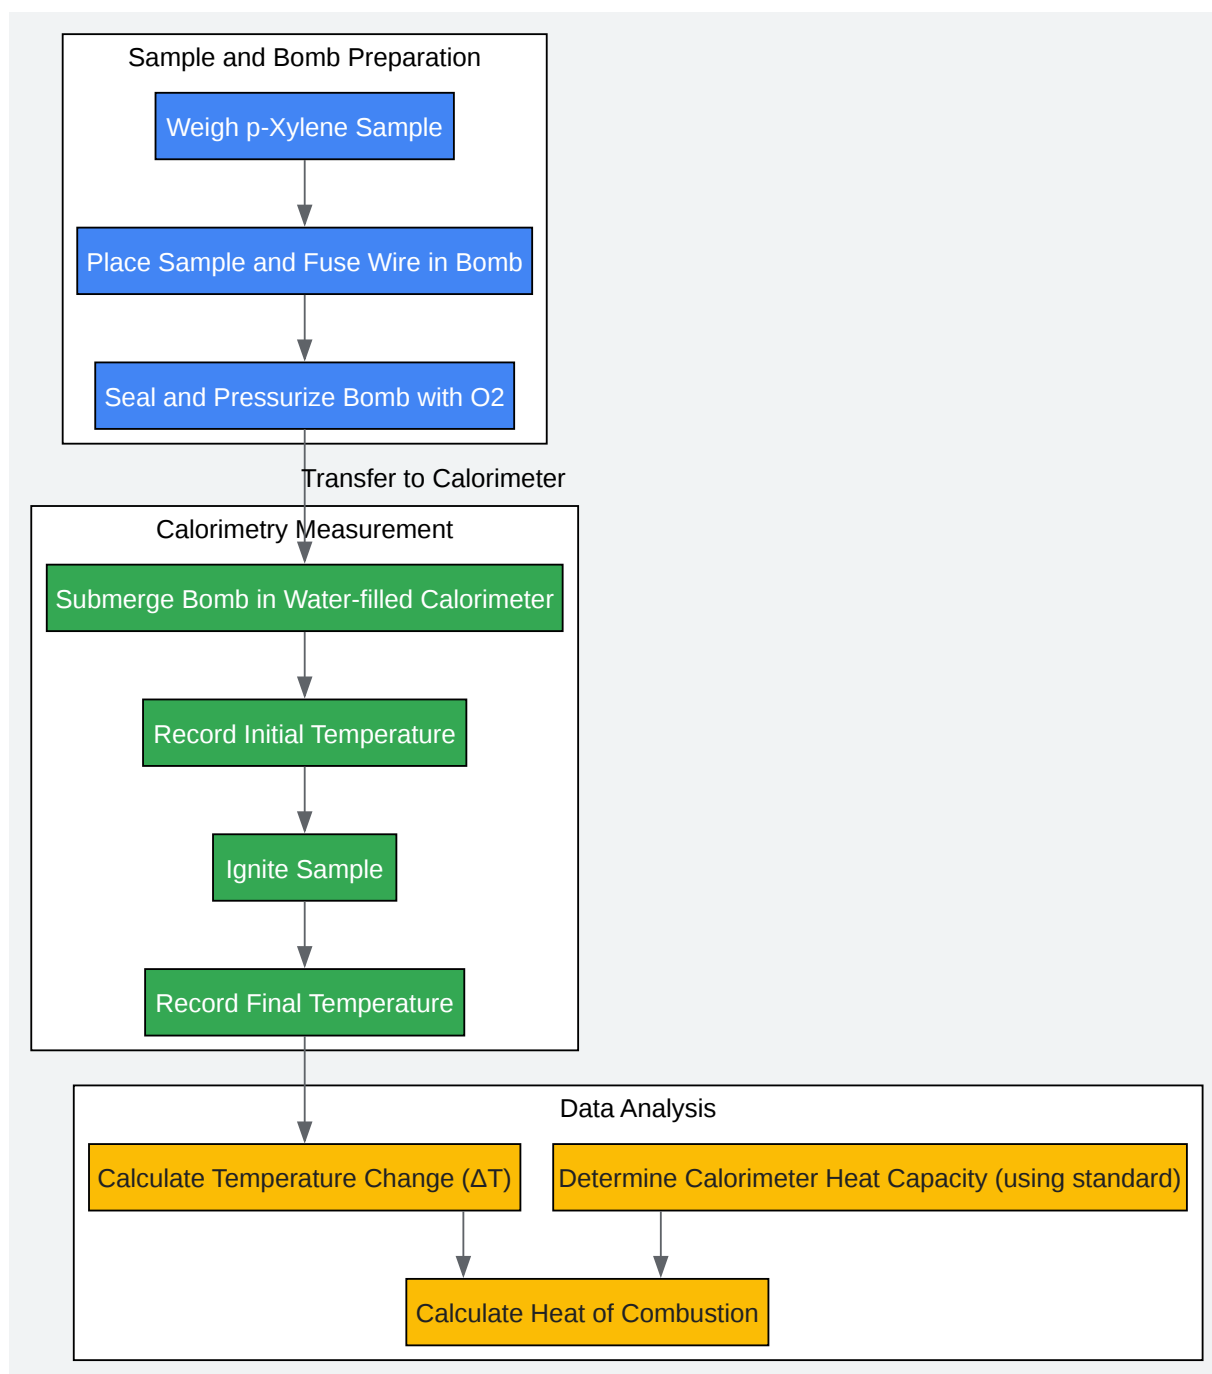 Sample and Bomb Preparation
Weigh p-Xylene Sample
Place Sample and Fuse Wire in Bomb
Seal and Pressurize Bomb with O2
Transfer to Calorimeter
Calorimetry Measurement
Submerge Bomb in Water-filled Calorimeter
Record Initial Temperature
Ignite Sample
Record Final Temperature
Data Analysis
Calculate Temperature Change (ΔT)
Determine Calorimeter Heat Capacity (using standard)
Calculate Heat of Combustion